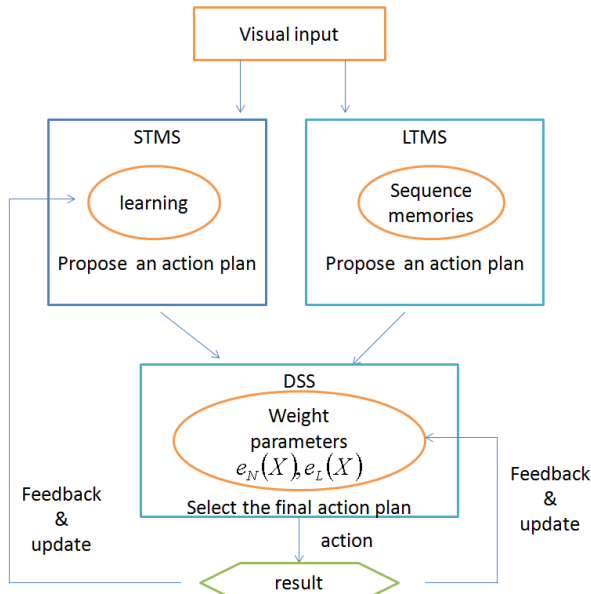 Visual input
STMS
learning
Propose an action plan
LTMS
Sequence
memories
Propose an action plan
DSS
Weight
parameters
e_N(X), e_L(X)
Select the final action plan
action
result
Feedback
&
update
Feedback
&
update